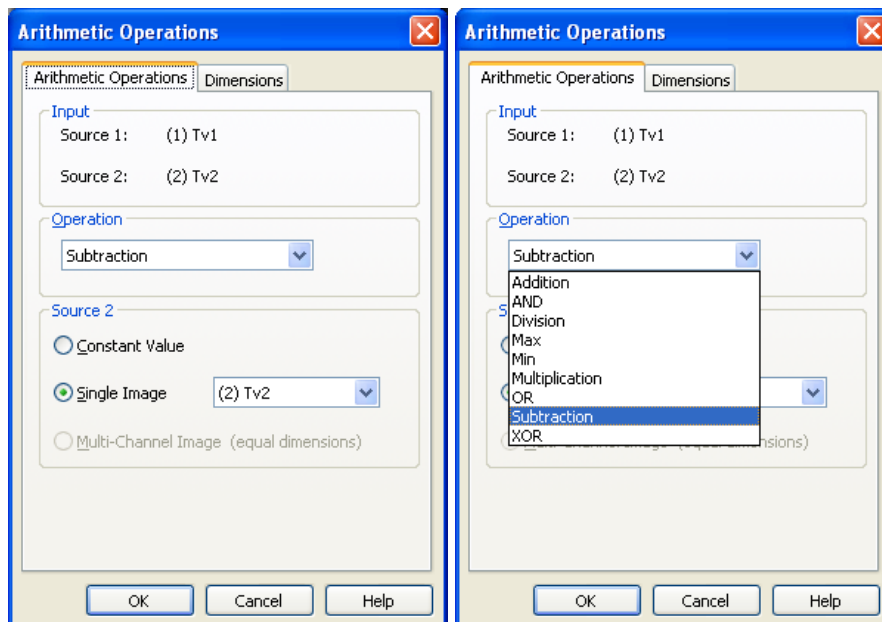 Arithmetic Operations
Arithmetic Operations
Dimensions
Input
Source 1: (1) Tv1
Source 2: (2) Tv2
Operation
Subtraction
Source 2
Constant Value
Single Image (2) Tv2
Multi-Channel Image (equal dimensions)
OK
Cancel
Help
Arithmetic Operations
Arithmetic Operations
Dimensions
Input
Source 1: (1) Tv1
Source 2: (2) Tv2
Operation
Subtraction
Addition
AND
Division
Max
Min
Multiplication
OR
Subtraction
XOR
OK
Cancel
Help